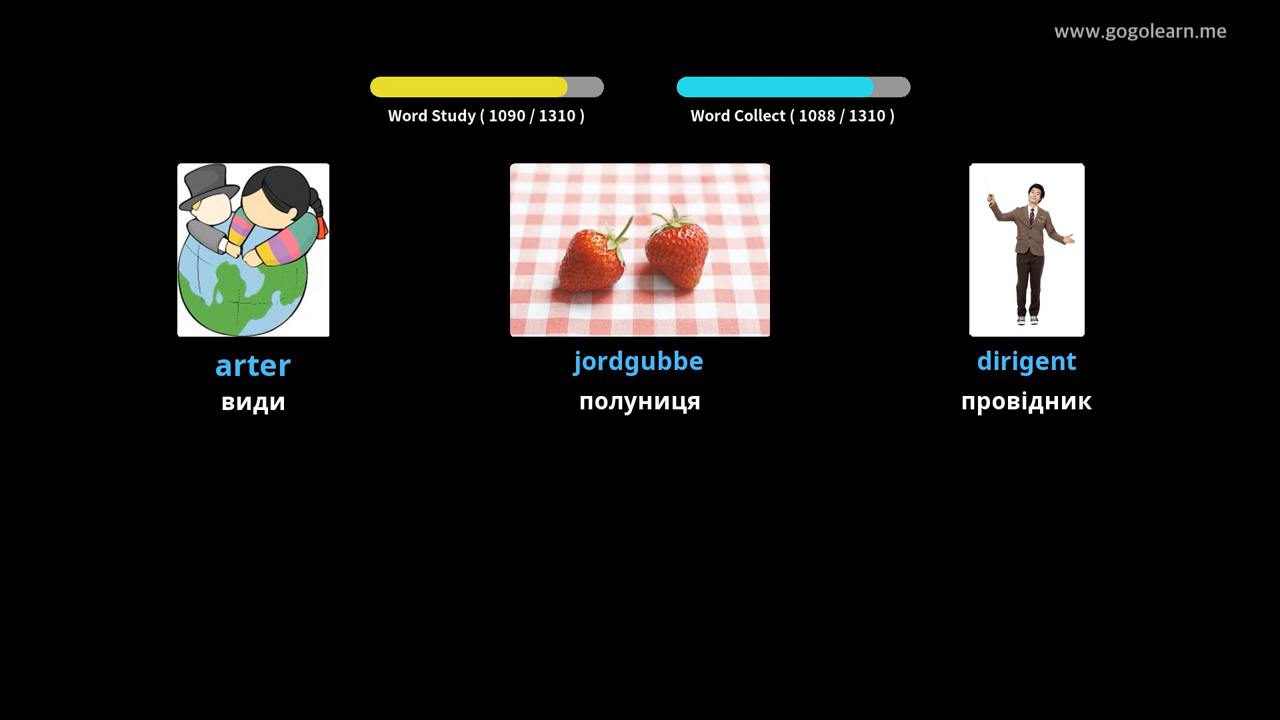 www.gogolearn.me
Word Study ( 1090 / 1310 )
Word Collect ( 1088 / 1310 )
arter
види
jordgubbe
полуниця
dirigent
провідник